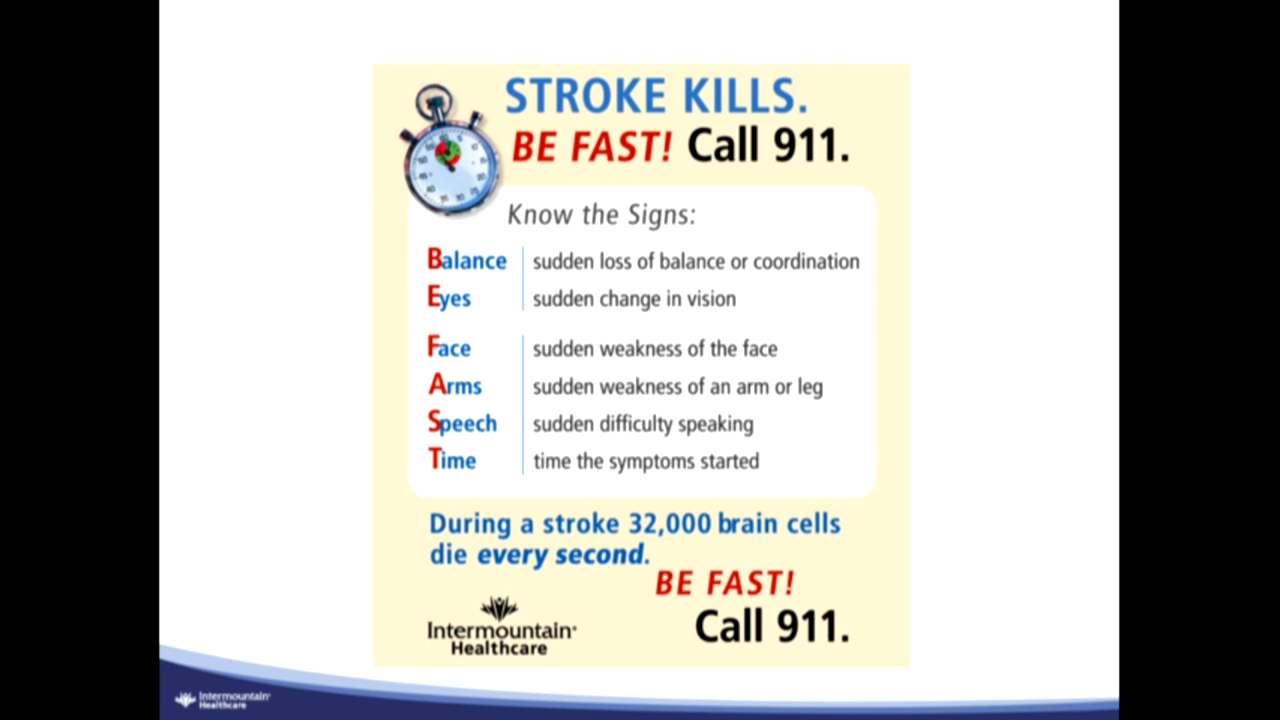 STROKE KILLS.
BE FAST! Call 911.
Know the Signs:
Balance sudden loss of balance or coordination
Eyes sudden change in vision
Face sudden weakness of the face
Arms sudden weakness of an arm or leg
Speech sudden difficulty speaking
Time time the symptoms started
During a stroke 32,000 brain cells
die every second.
BE FAST!
Call 911.
Intermountain
Healthcare
Intermountain
Healthcare